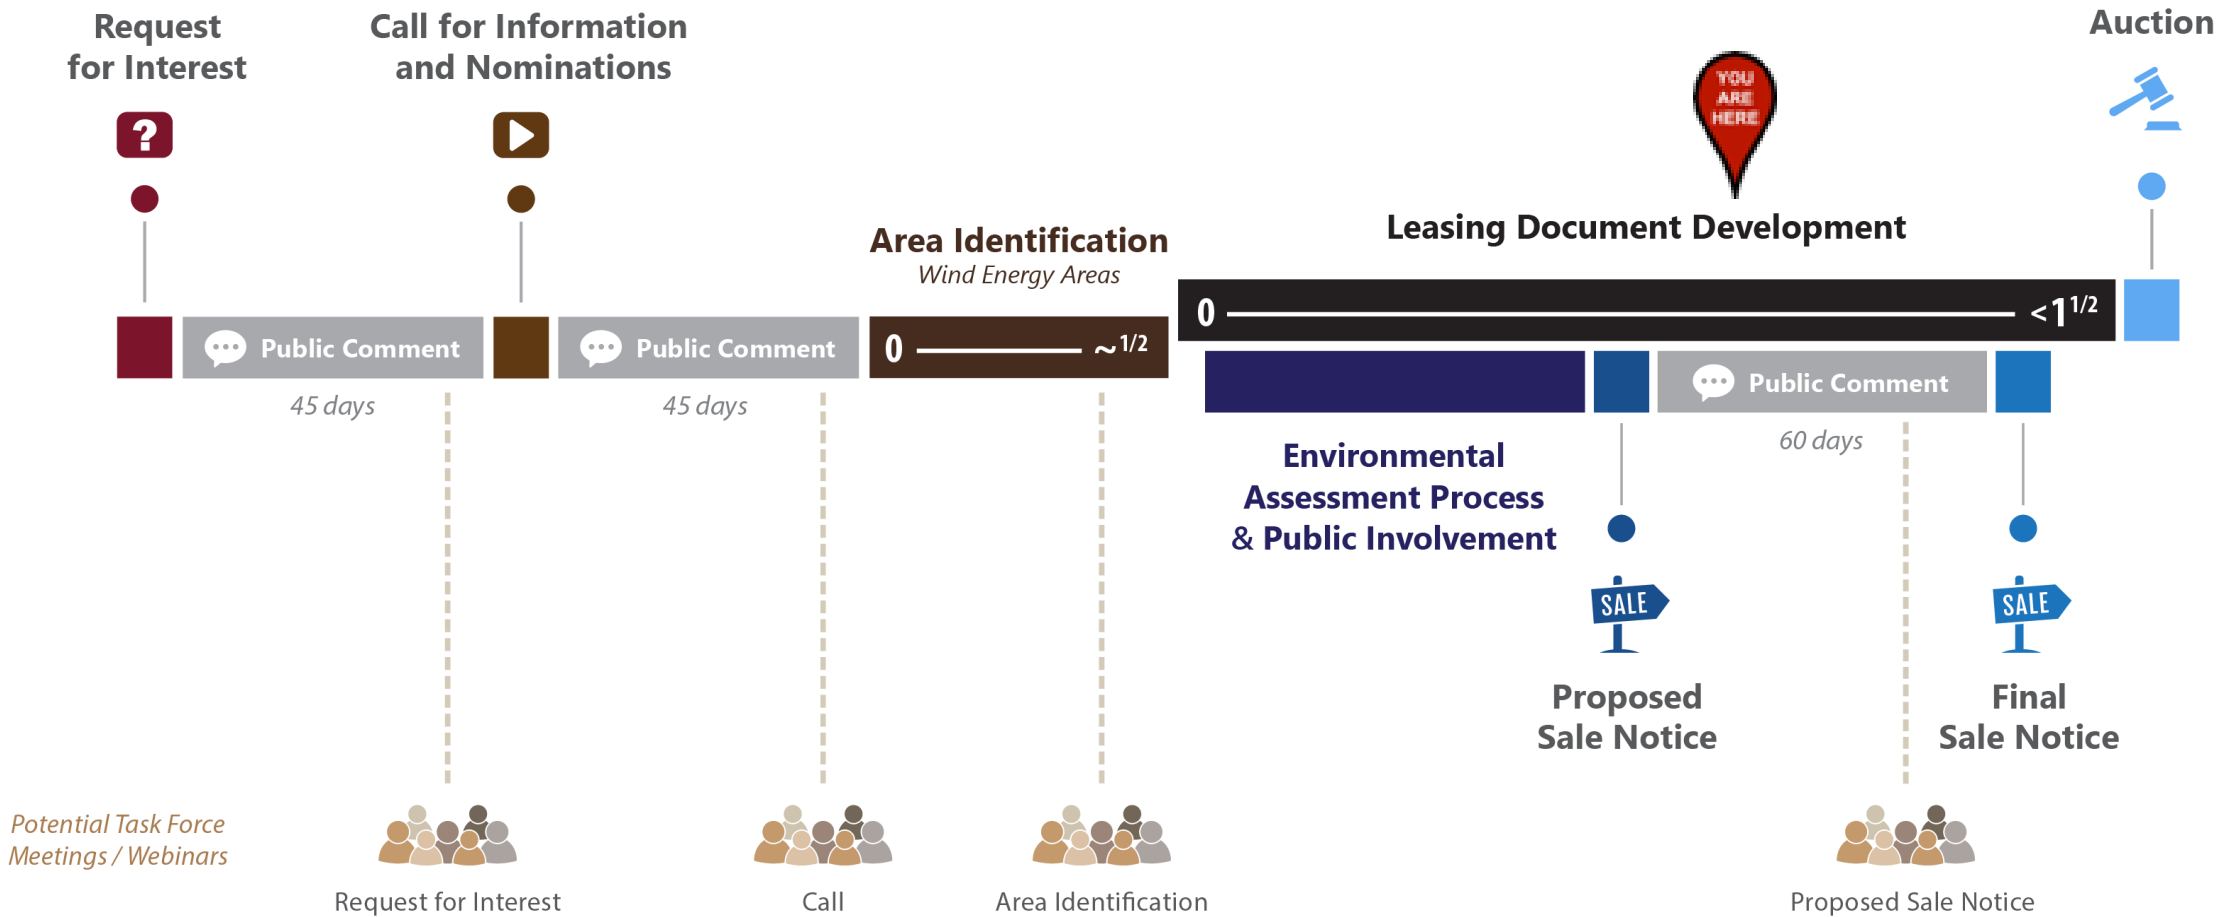 Request
for Interest
?
Call for Information
and Nominations
Auction
YOU
ARE
HERE
Area Identification
Wind Energy Areas
Leasing Document Development
Public Comment
45 days
Public Comment
45 days
0
~1/2
0
<1 1/2
Public Comment
60 days
Environmental
Assessment Process
& Public Involvement
SALE
Proposed
Sale Notice
SALE
Final
Sale Notice
Potential Task Force
Meetings / Webinars
Request for Interest
Call
Area Identification
Proposed Sale Notice